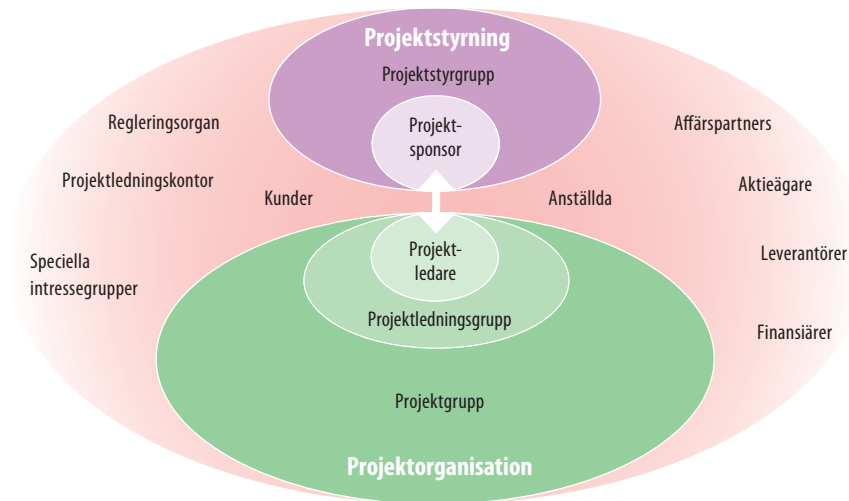 Projektstyrning
Projektstyrgrupp
Projekt-
sponsor
Regleringsorgan
Affärspartners
Projektledningskontor
Kunder
Anställda
Aktieägare
Speciella
intressegrupper
Projekt-
ledare
Leverantörer
Projektledningsgrupp
Finansiärer
Projektgrupp
Projektorganisation